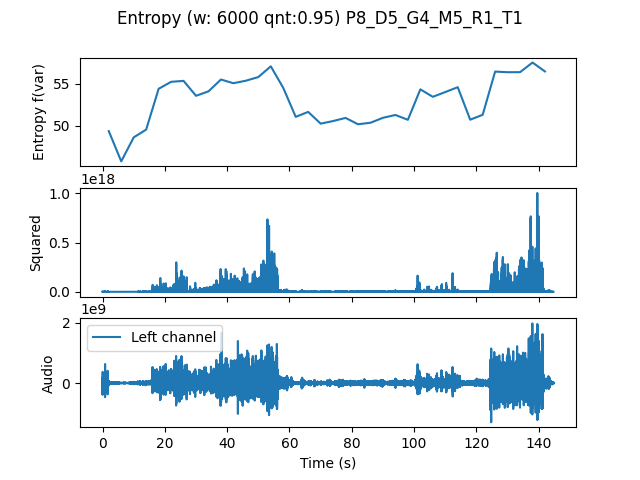 Entropy (w: 6000 qnt:0.95) P8_D5_G4_M5_R1_T1
Entropy f(var)
55
50
1e18
Squared
1.0
0.5
0.0
1e9
Audio
2
0
Left channel
0 20 40 60 80 100 120 140
Time (s)